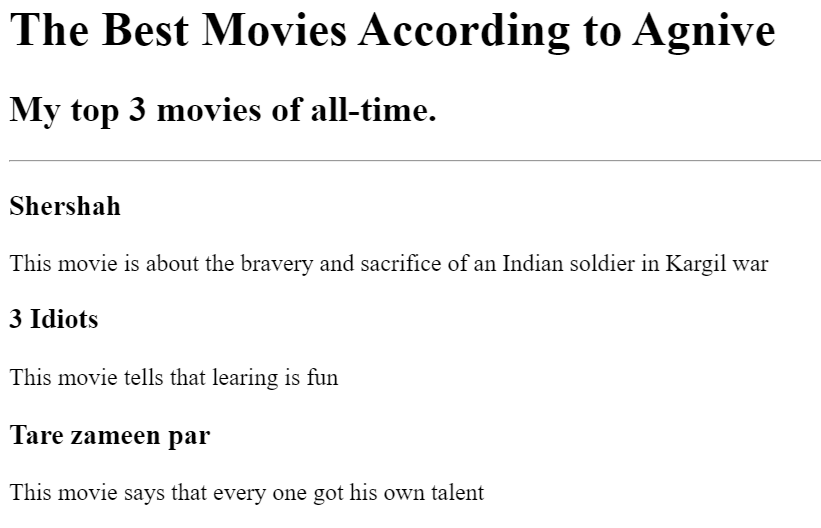 The Best Movies According to Agnive
My top 3 movies of all-time.
Shershah
This movie is about the bravery and sacrifice of an Indian soldier in Kargil war
3 Idiots
This movie tells that learing is fun
Tare zameen par
This movie says that every one got his own talent